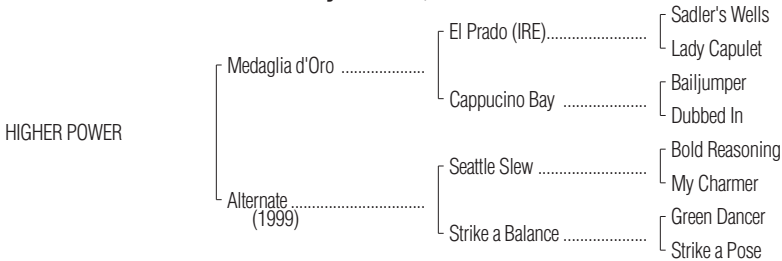 Sadler's Wells
El Prado (IRE)....................
Lady Capulet
Medaglia d'Oro ....................
Bailjumper
Cappucino Bay ....................
Dubbed In
HIGHER POWER
Bold Reasoning
Seattle Slew ..........................
My Charmer
Alternate................................
(1999)
Green Dancer
Strike a Balance ....................
Strike a Pose